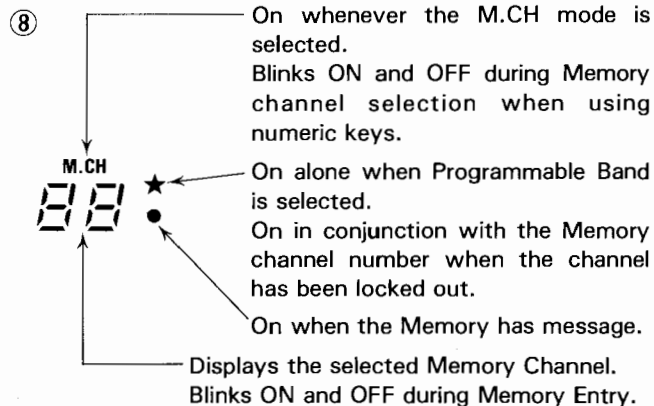 ⑧
On whenever the M.CH mode is
selected.
Blinks ON and OFF during Memory
channel selection when using
numeric keys.
M.CH
88
★
●
On alone when Programmable Band
is selected.
On in conjunction with the Memory
channel number when the channel
has been locked out.
On when the Memory has message.
Displays the selected Memory Channel.
Blinks ON and OFF during Memory Entry.